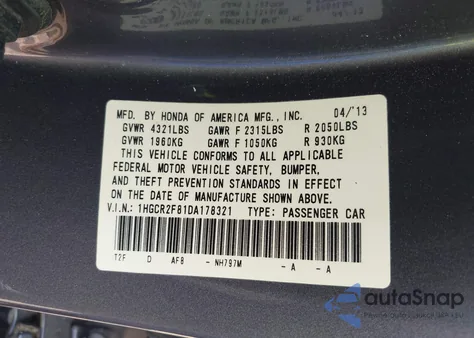 MFD. BY HONDA OF AMERICA MFG., INC. 04/13
GVWR 4321LBS GAWR F 2315LBS R 2050LBS
GVWR 1960KG GAWR F 1050KG R 930KG
THIS VEHICLE CONFORMS TO ALL APPLICABLE
FEDERAL MOTOR VEHICLE SAFETY, BUMPER,
AND THEFT PREVENTION STANDARDS IN EFFECT
ON THE DATE OF MANUFACTURE SHOWN ABOVE.
V.I.N.: 1HGCR2F81DA178321 TYPE: PASSENGER CAR
T2F D AF8 - NH797M - A - A
autoSnap